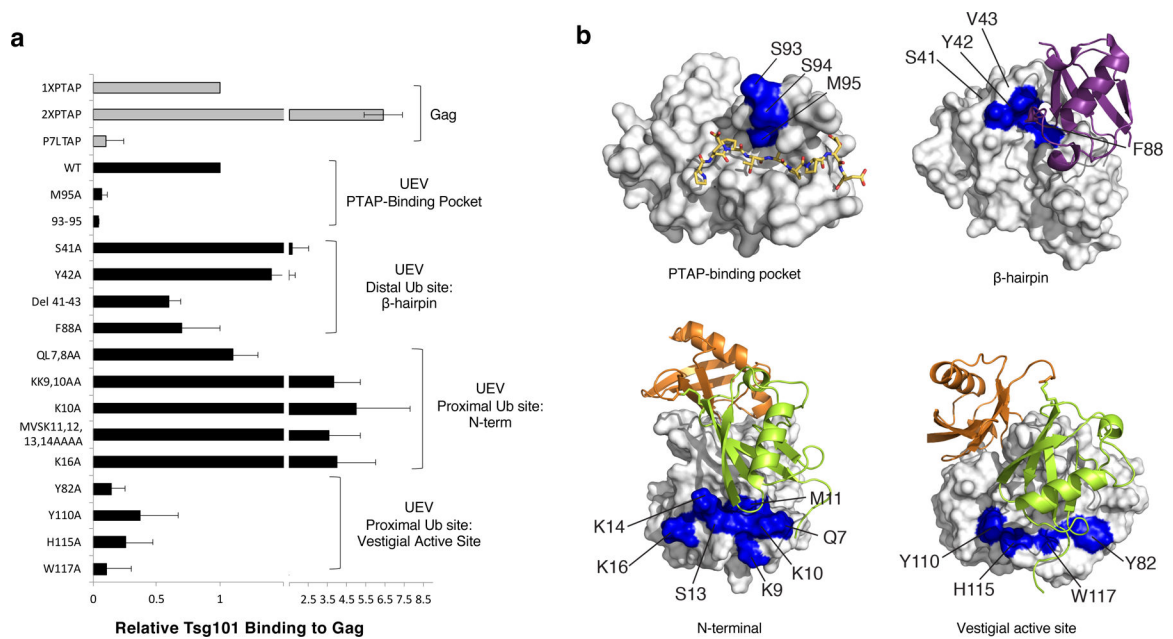 a
1XPTAP
2XPTAP
P7LTAP
Gag
WT
M95A
93-95
UEV
PTAP-Binding Pocket
S41A
Y42A
Del 41-43
F88A
UEV
Distal Ub site:
β-hairpin
QL7,8AA
KK9,10AA
K10A
MVSK11,12,
13,14AAAA
K16A
UEV
Proximal Ub site:
N-term
Y82A
Y110A
H115A
W117A
UEV
Proximal Ub site:
Vestigial Active Site
0 0.5 1 2.5 3.5 4.5 5.5 6.5 7.5 8.5
Relative Tsg101 Binding to Gag
b
S93
S94
M95
PTAP-binding pocket
V43
Y42
S41
F88
β-hairpin
M11
K14
Q7
K16
K10
S13
K9
N-terminal
Y110
Y82
H115
W117
Vestigial active site